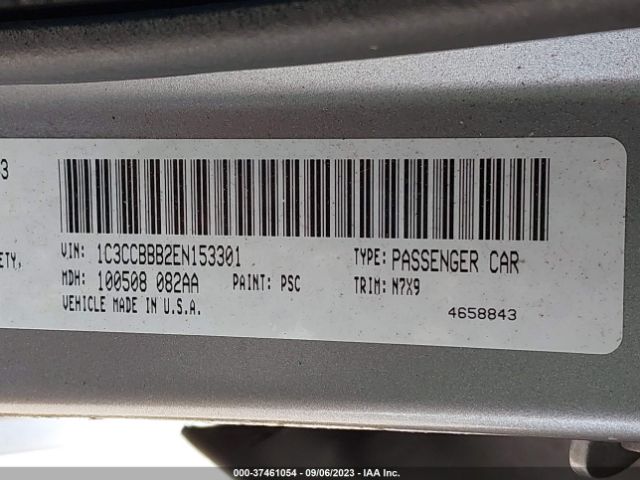 3
ETY,
VIN: 1C3CCBBB2EN153301
TYPE: PASSENGER CAR
MDH: 100508 082AA PAINT: PSC
TRIM: N7X9
VEHICLE MADE IN U.S.A.
4658843
000-37461054 - 09/06/2023 - IAA Inc.